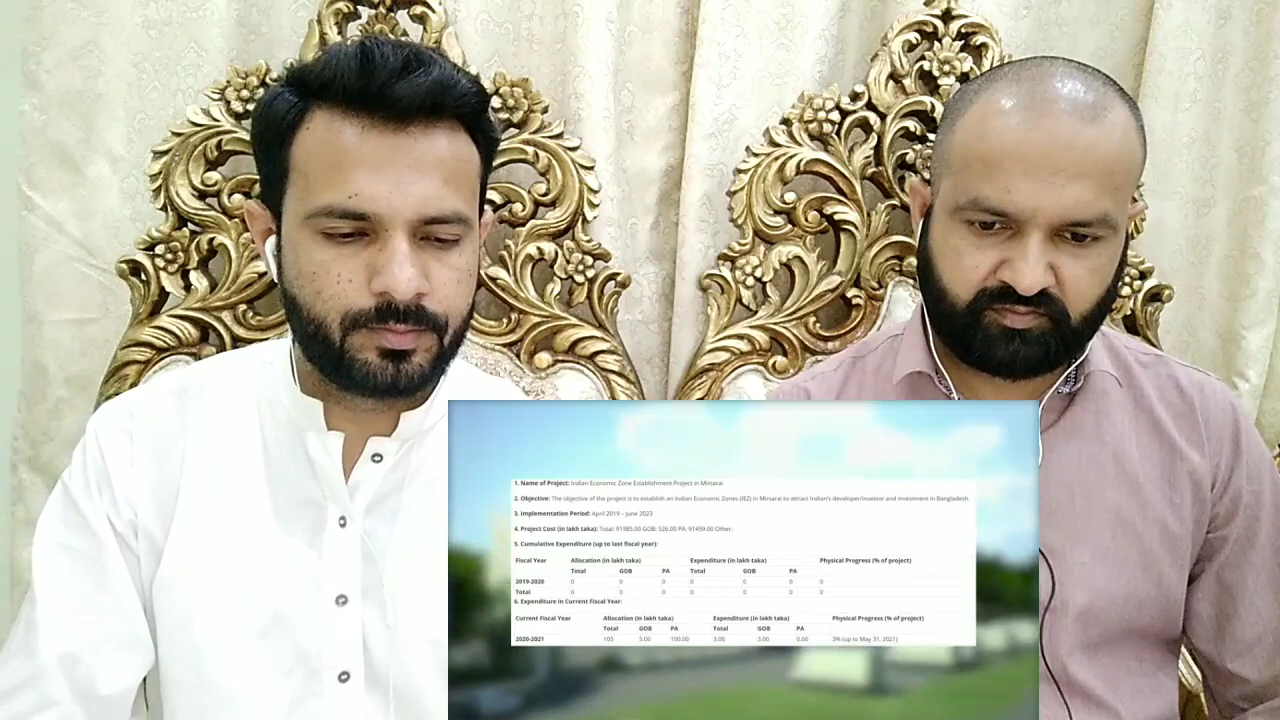 1. Name of Project: Indian Economic Zone Establishment Project in Mirsarai
2. Objective: The objective of the project is to establish an Indian Economic Zones (IEZ) in Mirsarai to attract Indian's developer/investor and investment in Bangladesh.
3. Implementation Period: April 2019 – June 2023
4. Project Cost (in lakh taka): Total: 91985.00 GOB: 526.00 PA: 91459.00 Other:
5. Cumulative Expenditure (up to last fiscal year):
Fiscal Year Allocation (in lakh taka) Expenditure (in lakh taka) Physical Progress (% of project)
Total GOB PA Total GOB PA
2019-2020 0 0 0 0 0 0 0
Total 0 0 0 0 0 0 0
6. Expenditure in Current Fiscal Year:
Current Fiscal Year Allocation (in lakh taka) Expenditure (in lakh taka) Physical Progress (% of project)
Total GOB PA Total GOB PA
2020-2021 105 5.00 100.00 3.00 3.00 0.00 3% (up to May 31, 2021)